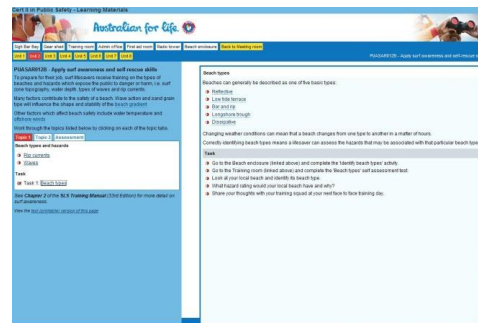 Cert II in Public Safety - Learning Materials
Australian for life.
High Bar Bay Gear shed Training room Admin office First aid room Radio tower Beach enclosure Back to Meeting room
Unit 1 Unit 2 Unit 3 Unit 4 Unit 5 Unit 6 Unit 7 Unit 8
PUASAR012B - Apply surf awareness and self-rescue s
PUASAR012B - Apply surf awareness and self rescue skills
To prepare for their job, surf lifesavers receive training on the types of
beaches and hazards which expose the public to danger or harm, i.e. surf
zone topography, water depth, types of waves and rip currents.
Many factors contribute to the safety of a beach. Wave action and sand grain
type will influence the shape and stability of the beach gradient
Other factors which affect beach safety include water temperature and
offshore winds
Work through the topics listed below by clicking on each of the topic tabs.
Topic 1 Topic 2 Assessment
Beach types and hazards
Rip currents
Waves
Task
Task 1: Beach types
See Chapter 2 of the SLS Training Manual (33rd Edition) for more detail on
surf awareness.
View the text (printable) version of this page
Beach types
Beaches can generally be described as one of five basic types:
Reflective
Low tide terrace
Bar and rip
Longshore trough
Dissipative
Changing weather conditions can mean that a beach changes from one type to another in a matter of hours.
Correctly identifying beach types means a lifesaver can assess the hazards that may be associated with that particular beach type
Task
Go to the Beach enclosure (linked above) and complete the 'Identify beach types' activity.
Go to the Training room (linked above) and complete the 'Beach types' self assessment test.
Look at your local beach and identify its beach type.
What hazard rating would your local beach have and why?
Share your thoughts with your training squad at your next face to face training day.